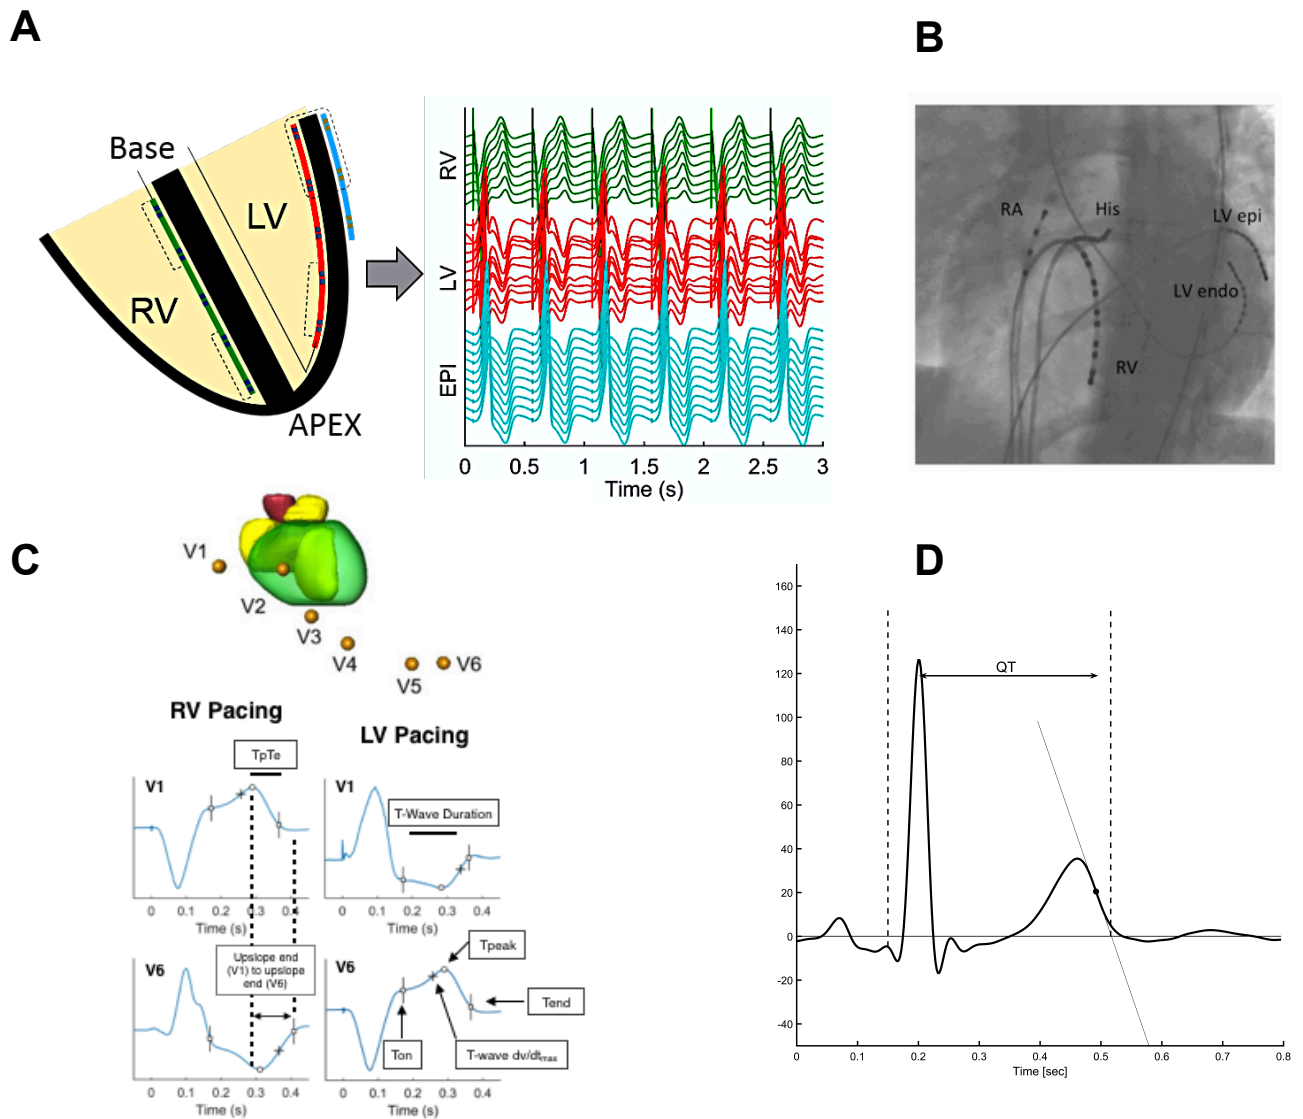 A
Base
LV
RV
APEX
RV
LV
EPI
0 0.5 1 1.5 2 2.5 3
Time (s)
B
RA
His
LV epi
LV endo
RV
C
V1
V2
V3
V4
V5
V6
RV Pacing
LV Pacing
TpTe
V1
0 0.1 0.2 0.3 0.4
Time (s)
V1
T-Wave Duration
0 0.1 0.2 0.3 0.4
Time (s)
Upslope end
(V1) to upslope
end (V6)
V6
0 0.1 0.2 0.3 0.4
Time (s)
V6
Tpeak
Tend
Ton
T-wave dv/dtmax
0 0.1 0.2 0.3 0.4
Time (s)
D
160
140
120
100
80
60
40
20
0
-20
-40
QT
0 0.1 0.2 0.3 0.4 0.5 0.6 0.7 0.8
Time [sec]